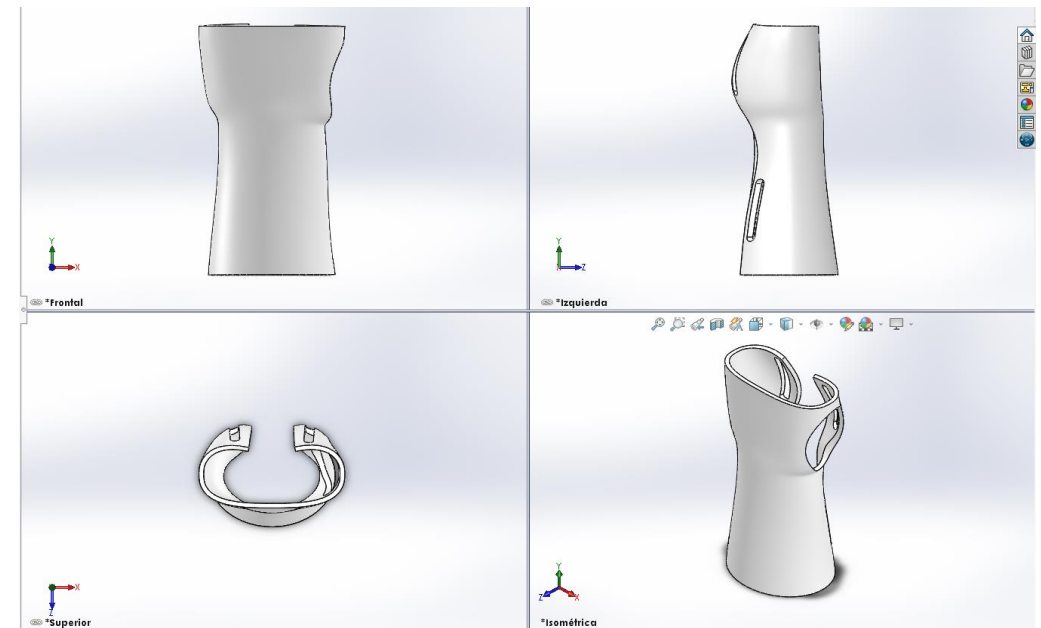 Y
X
*Frontal
Y
Z
*Izquierda
X
Z
*Superior
Y
Z
X
*Isométrica